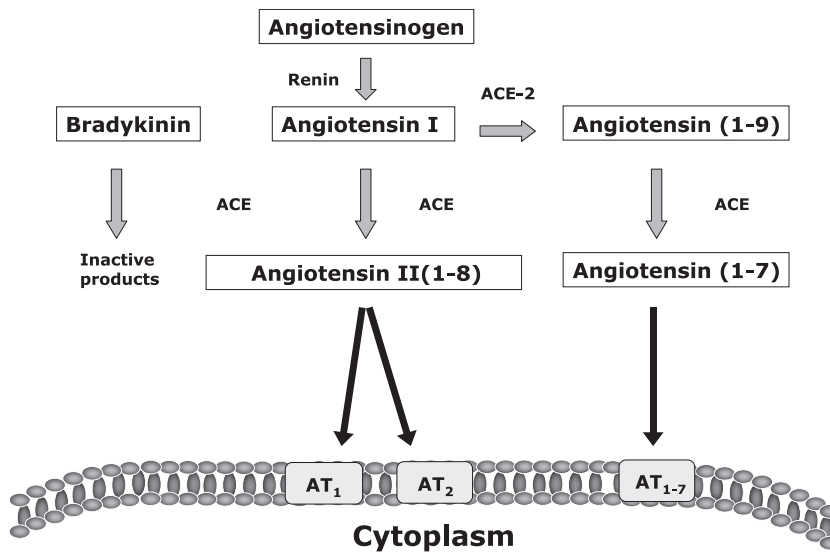 Angiotensinogen
Renin
ACE-2
Bradykinin
Angiotensin I
Angiotensin (1-9)
ACE
ACE
ACE
Inactive
products
Angiotensin II(1-8)
Angiotensin (1-7)
AT1
AT2
AT1-7
Cytoplasm